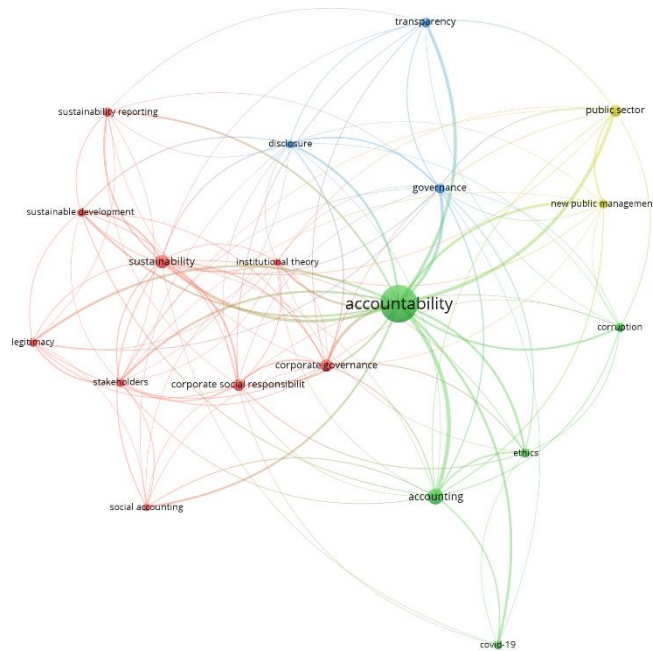 transparency
sustainability reporting
public sector
disclosure
governance
new public managemen
sustainable development
sustainability
institutional theory
accountability
corruption
legitimacy
corporate governance
stakeholders
corporate social responsibilit
ethics
accounting
social accounting
covid-19